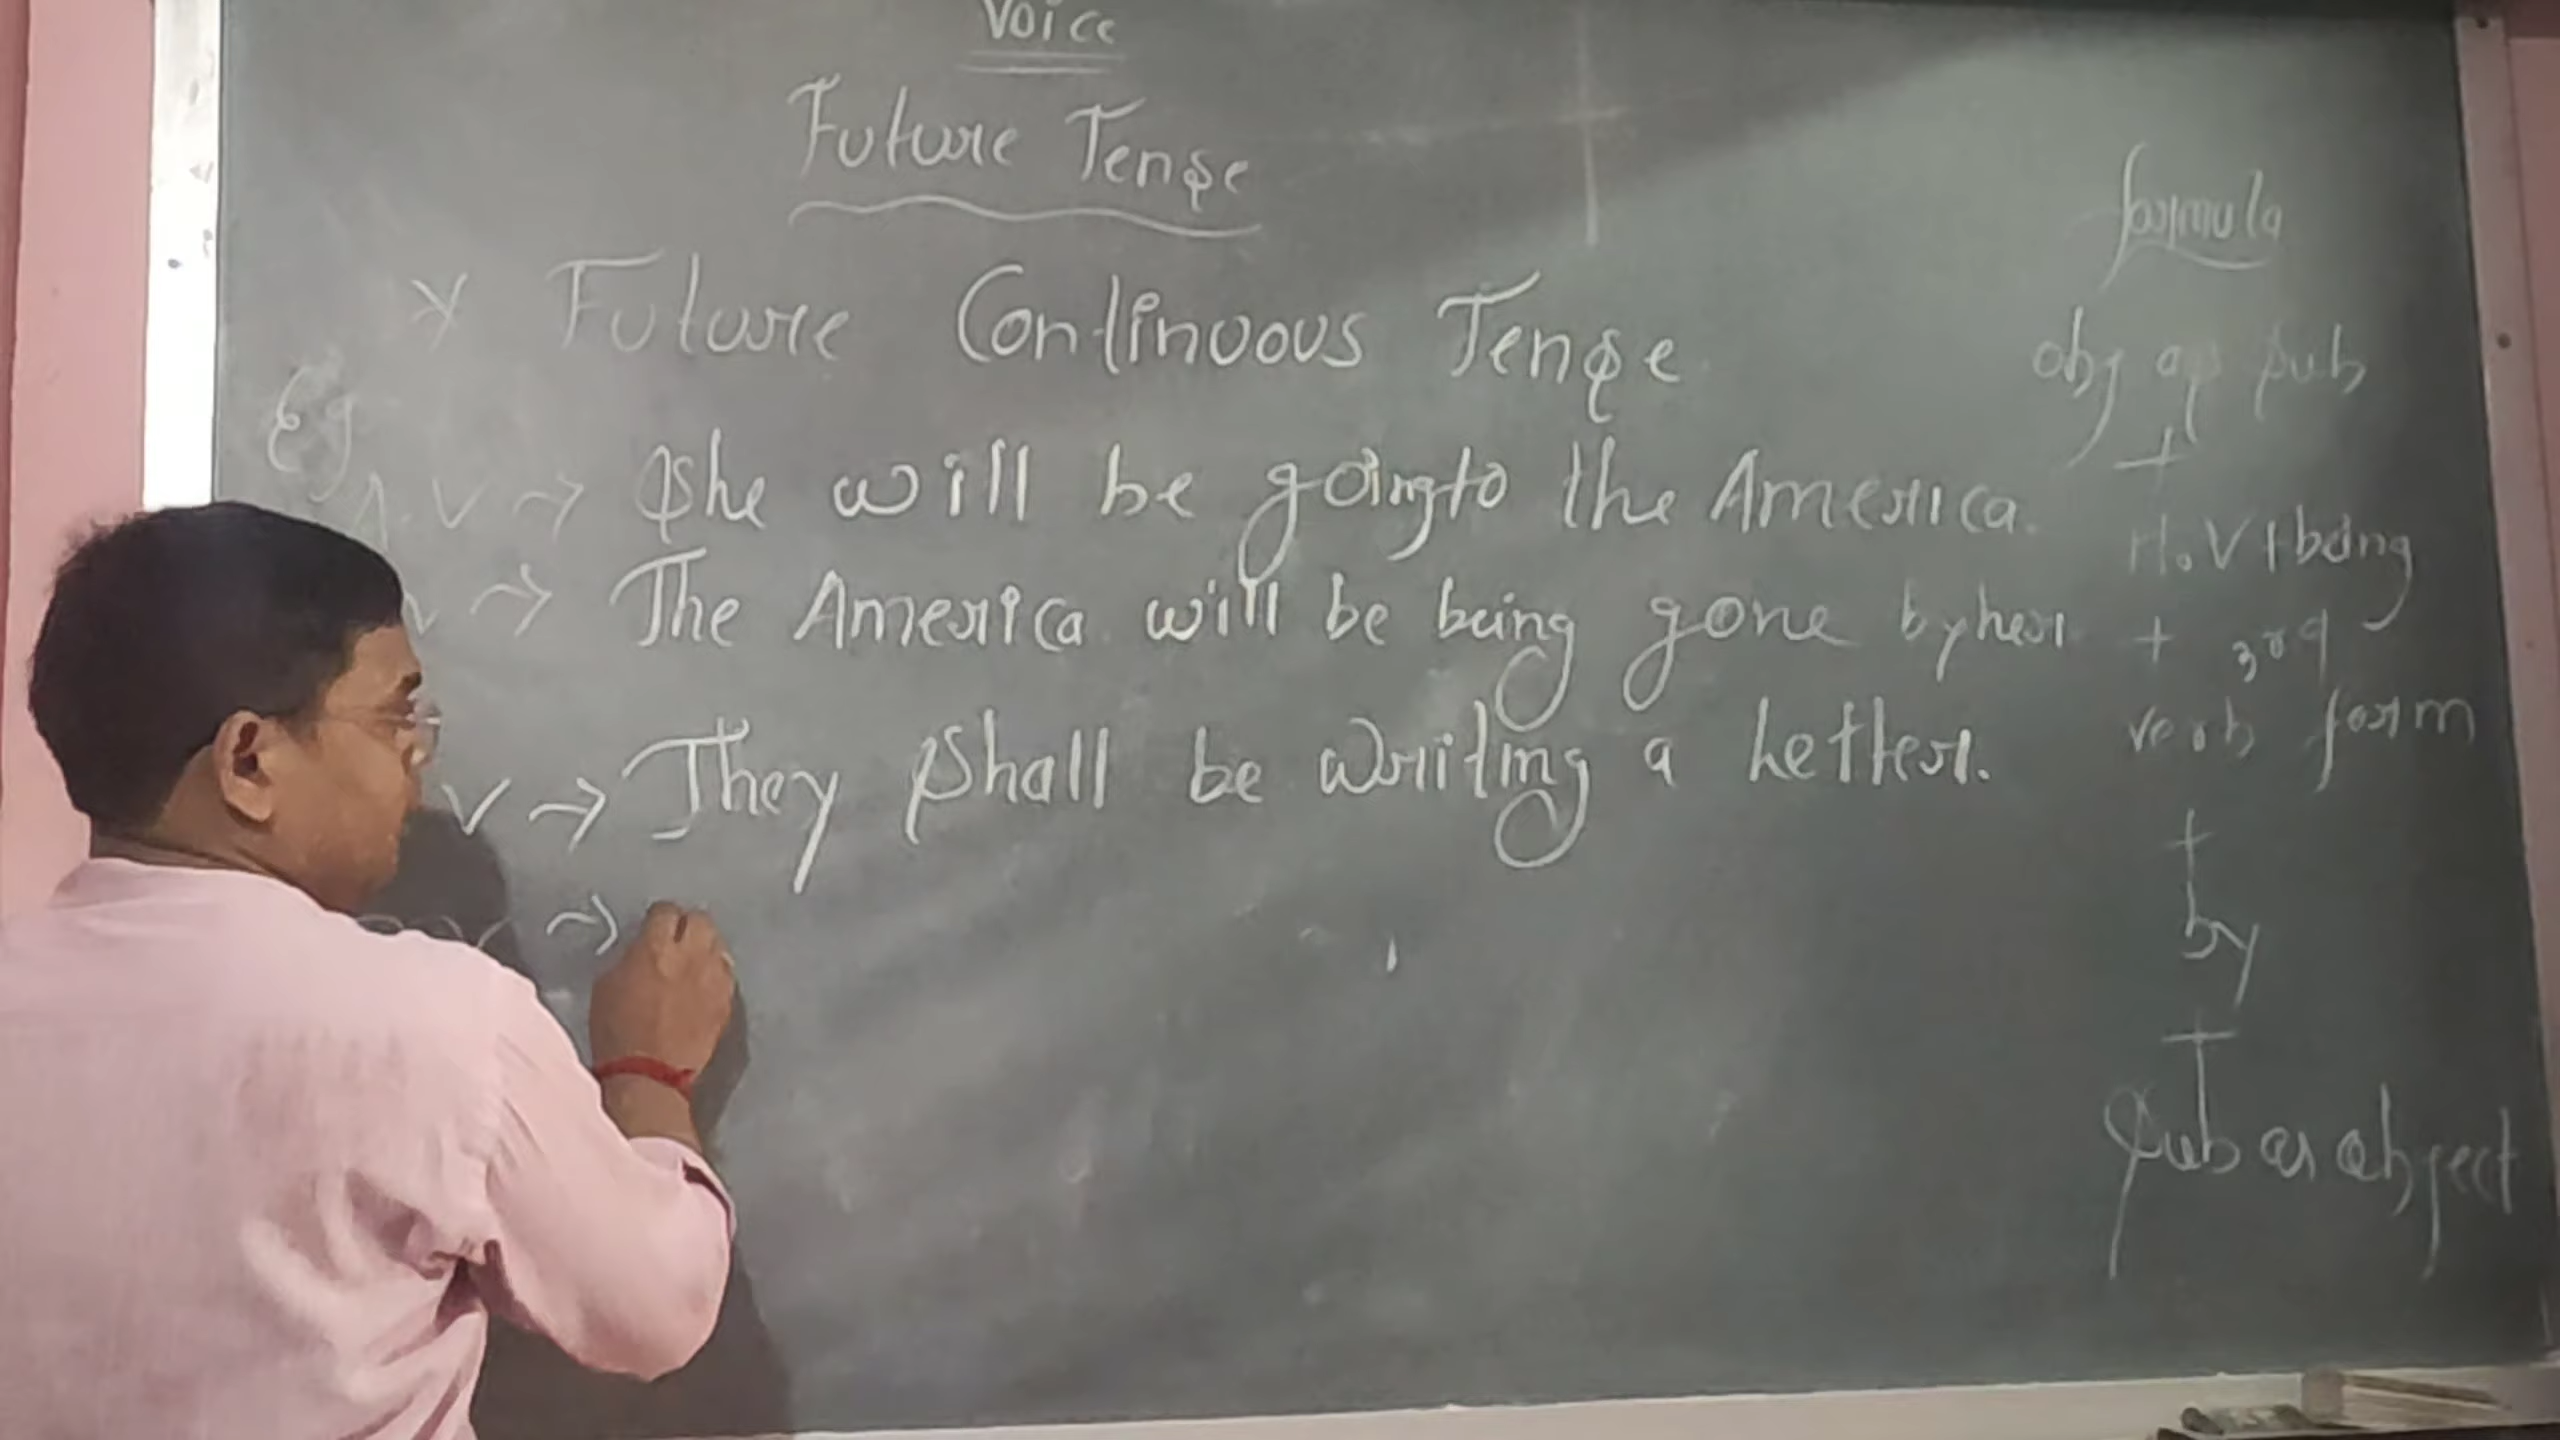 Voice
Future Tense
Future Continuous Tense
Eg
A.V → She will be going to the America.
V → The America will be being gone by her
V → They Shall be Writing a Letter.
→
formula
obj as sub
+
H.V + being
+ 3rd
verb form
+
by
+
Sub as object